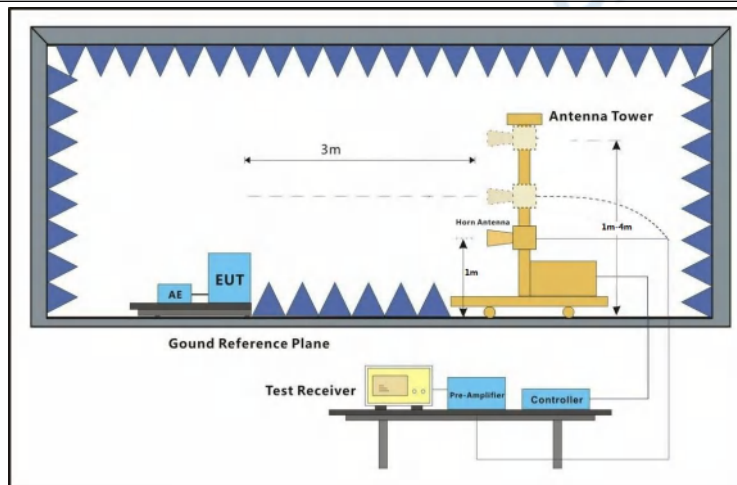 Antenna Tower
3m
Horn Antenna
1m-4m
1m
EUT
AE
Gound Reference Plane
Test Receiver
Pre-Amplifier
Controller